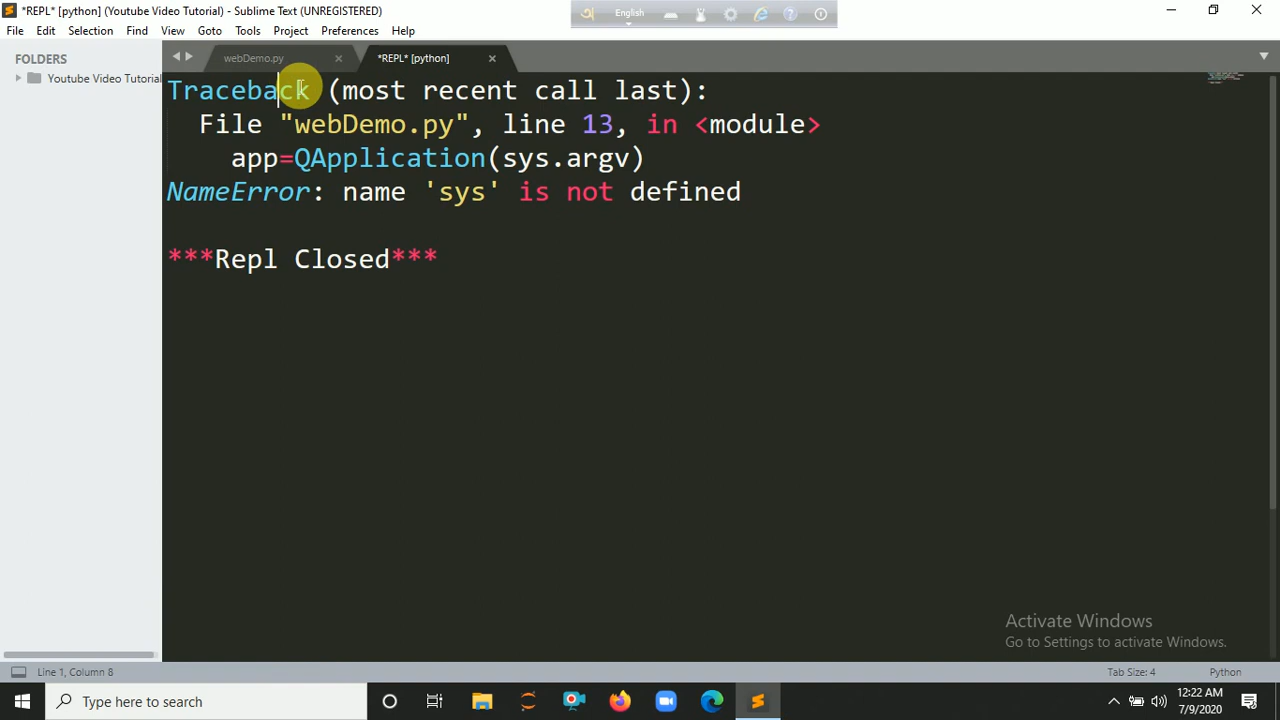 *REPL* [python] (Youtube Video Tutorial) - Sublime Text (UNREGISTERED)
English
File Edit Selection Find View Goto Tools Project Preferences Help
FOLDERS
Youtube Video Tutorial
webDemo.py
*REPL* [python]
Traceback (most recent call last):
File "webDemo.py", line 13, in <module>
app=QApplication(sys.argv)
NameError: name 'sys' is not defined
***Repl Closed***
Activate Windows
Go to Settings to activate Windows.
Line 1, Column 8
Tab Size: 4
Python
Type here to search
12:22 AM
7/9/2020